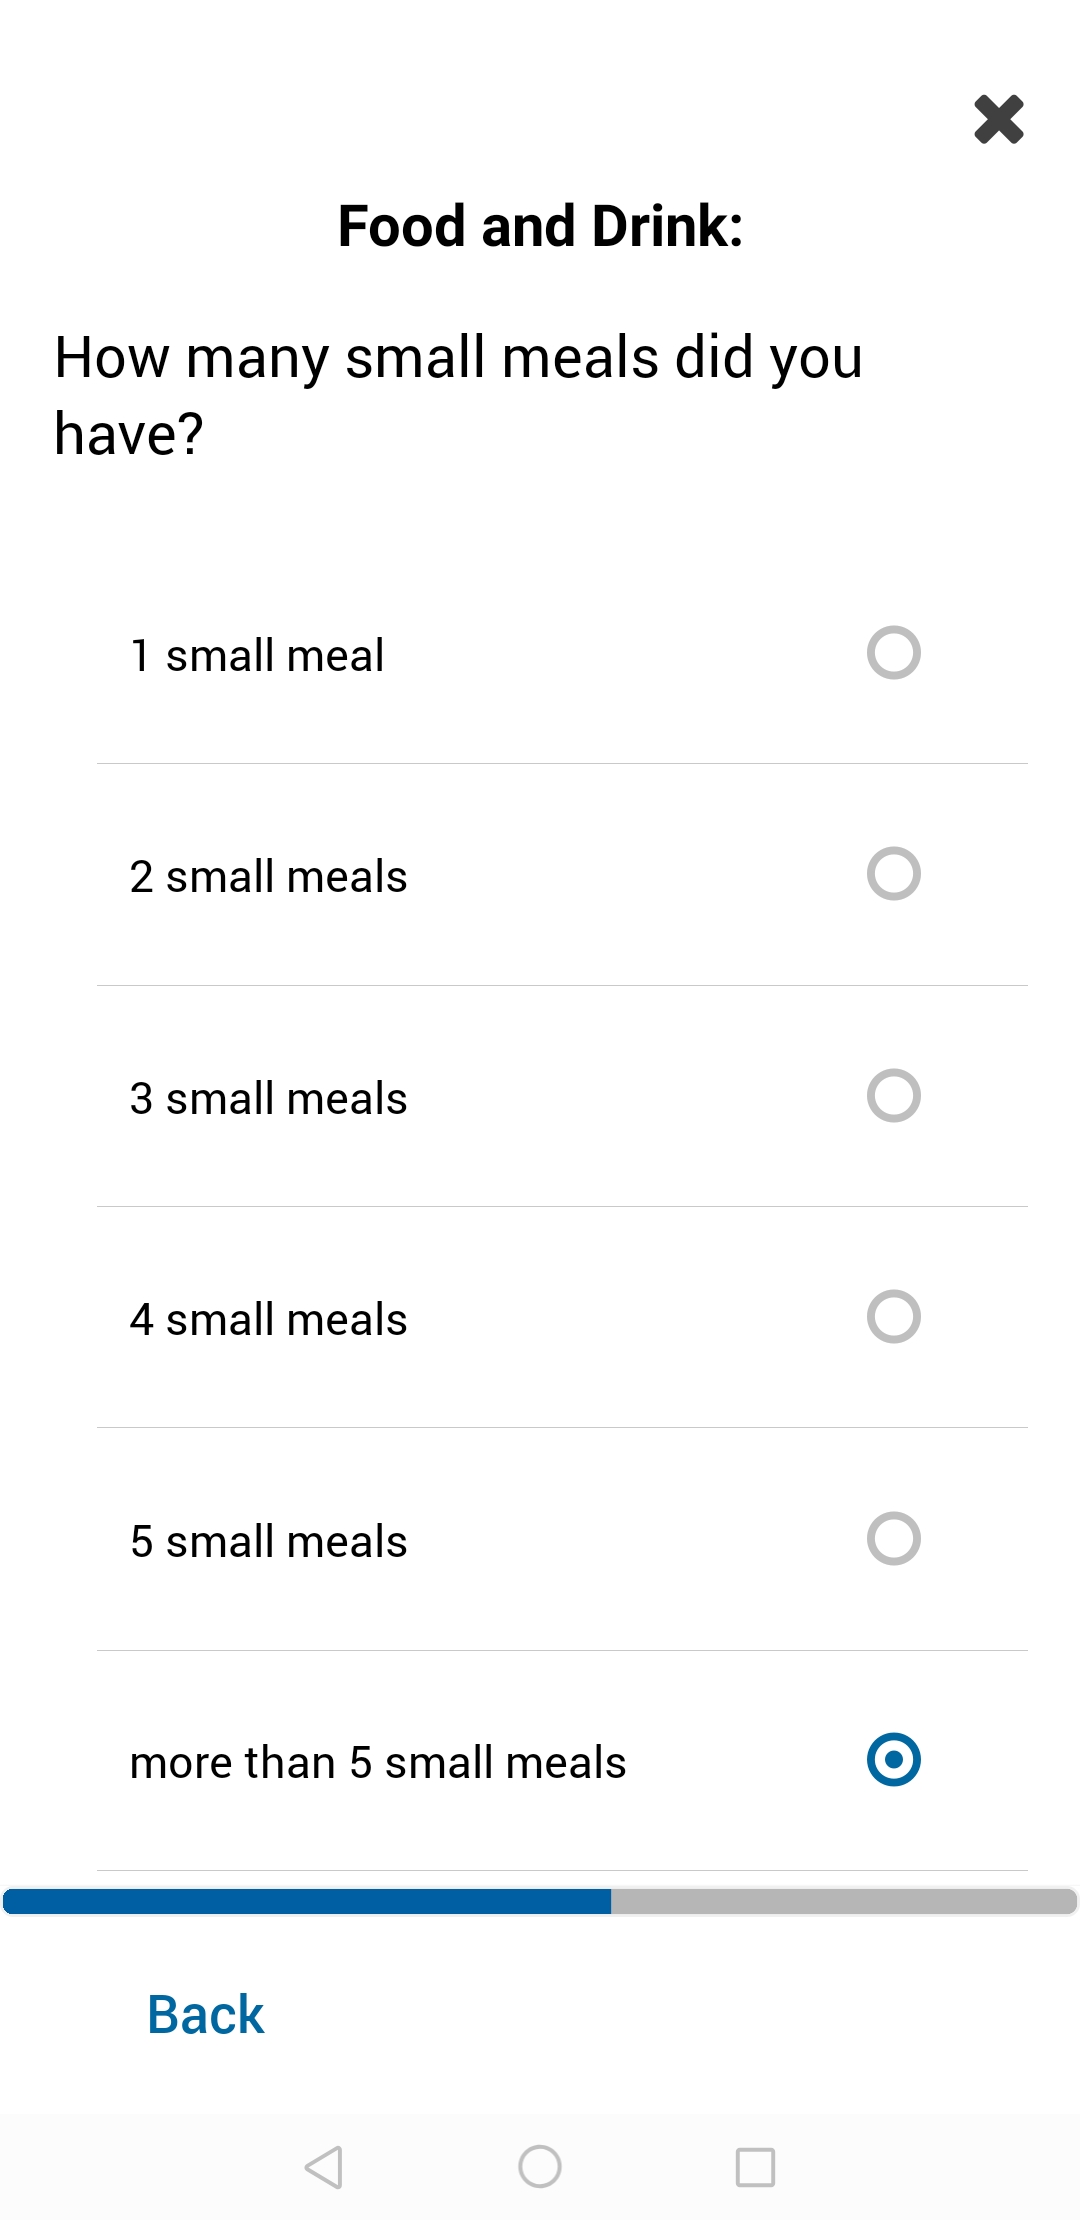 Food and Drink:
How many small meals did you
have?
1 small meal
2 small meals
3 small meals
4 small meals
5 small meals
more than 5 small meals
Back